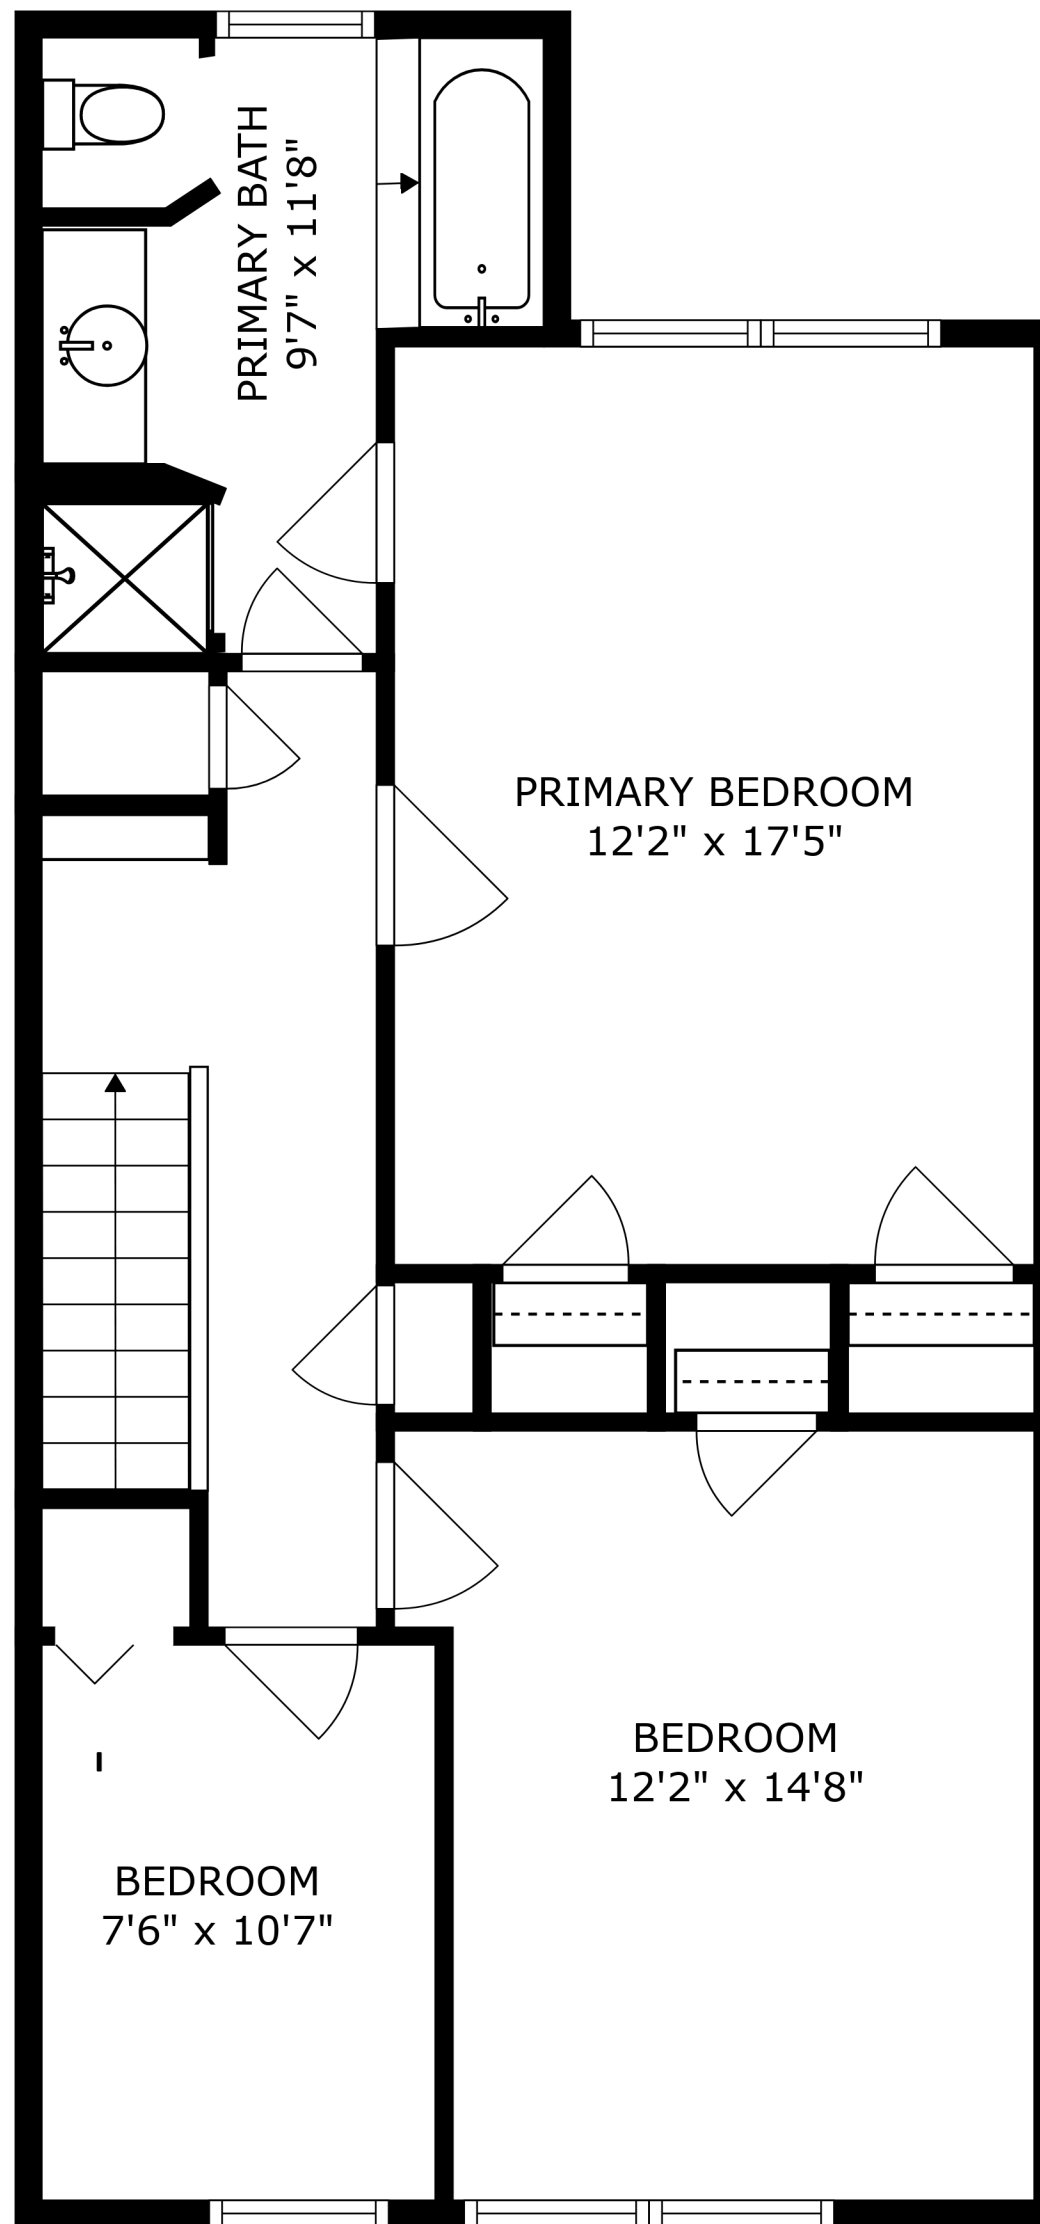 PRIMARY BATH
9'7" x 11'8"
PRIMARY BEDROOM
12'2" x 17'5"
BEDROOM
12'2" x 14'8"
BEDROOM
7'6" x 10'7"